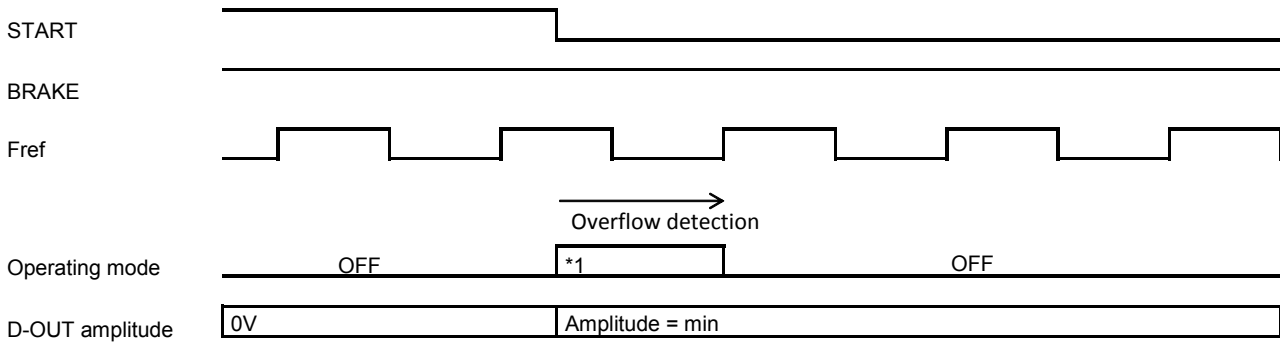 START
BRAKE
Fref
Overflow detection
Operating mode OFF *1 OFF
D-OUT amplitude 0V Amplitude = min